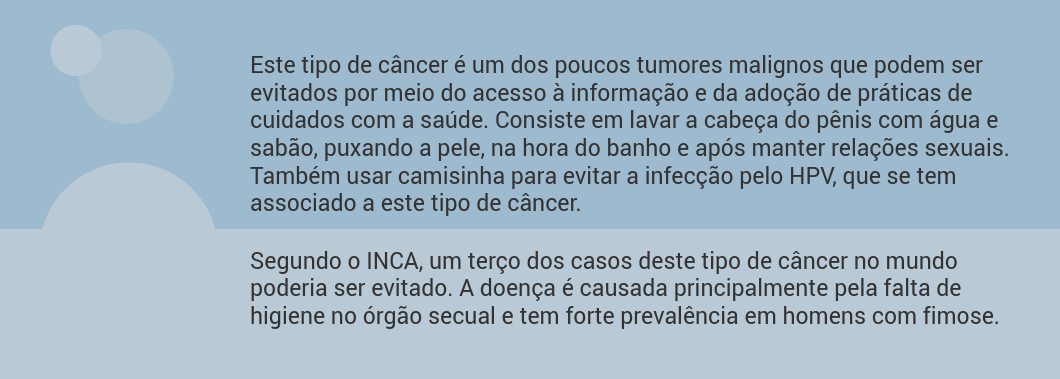 Este tipo de câncer é um dos poucos tumores malignos que podem ser
evitados por meio do acesso à informação e da adoção de práticas de
cuidados com a saúde. Consiste em lavar a cabeça do pênis com água e
sabão, puxando a pele, na hora do banho e após manter relações sexuais.
Também usar camisinha para evitar a infecção pelo HPV, que se tem
associado a este tipo de câncer.
Segundo o INCA, um terço dos casos deste tipo de câncer no mundo
poderia ser evitado. A doença é causada principalmente pela falta de
higiene no órgão secual e tem forte prevalência em homens com fimose.